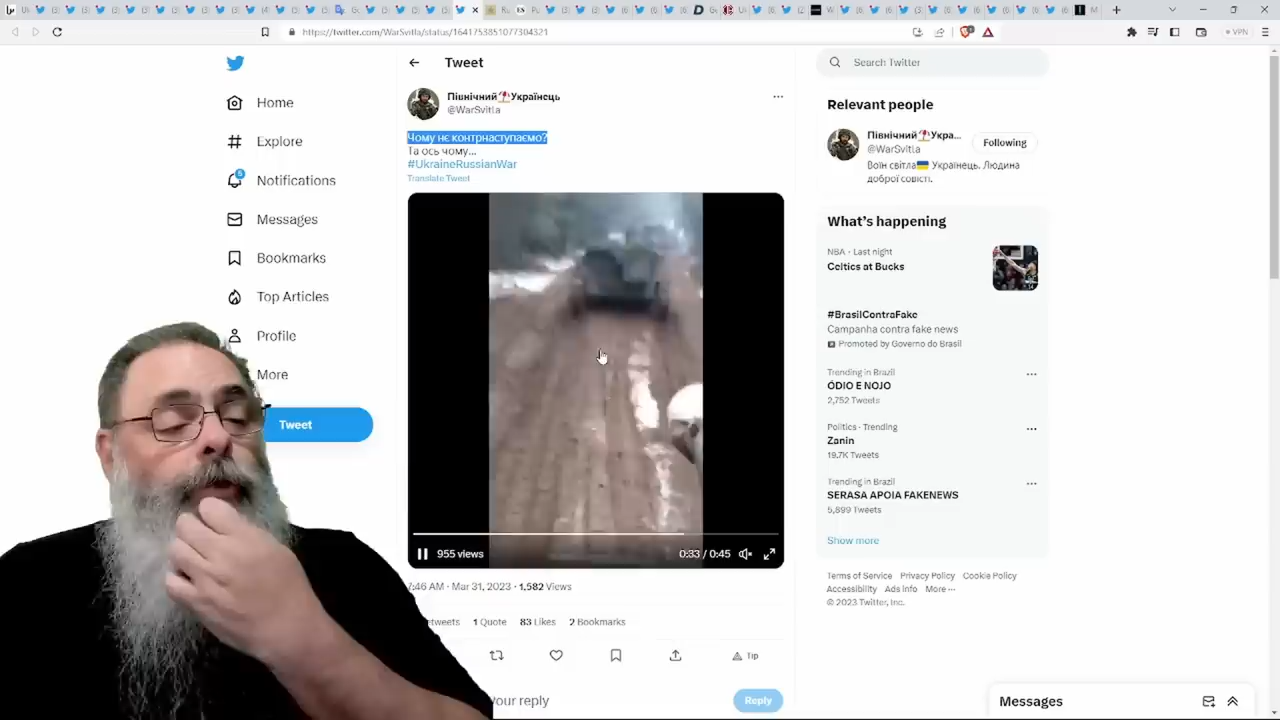 https://twitter.com/WarSvitla/status/1641753851077304321
VPN
Home
Explore
6
Notifications
Messages
Bookmarks
Top Articles
Profile
More
Tweet
Tweet
Північний Українець
@WarSvitla
Чому нє контрнаступаємо?
Та ось чому...
#UkraineRussianWar
Translate Tweet
955 views
0:33 / 0:45
7:46 AM · Mar 31, 2023 · 1,582 Views
1 Quote 83 Likes 2 Bookmarks
Tip
Your reply
Reply
Search Twitter
Relevant people
Північний Укра...
@WarSvitla
Following
Воїн світла Українець. Людина
доброї совісті.
What's happening
NBA · Last night
Celtics at Bucks
#BrasilContraFake
Campanha contra fake news
Promoted by Governo do Brasil
Trending in Brazil
ÓDIO E NOJO
2,752 Tweets
Politics · Trending
Zanin
19.7K Tweets
Trending in Brazil
SERASA APOIA FAKENEWS
5,899 Tweets
Show more
Terms of Service Privacy Policy Cookie Policy
Accessibility Ads info More ···
© 2023 Twitter, Inc.
Messages